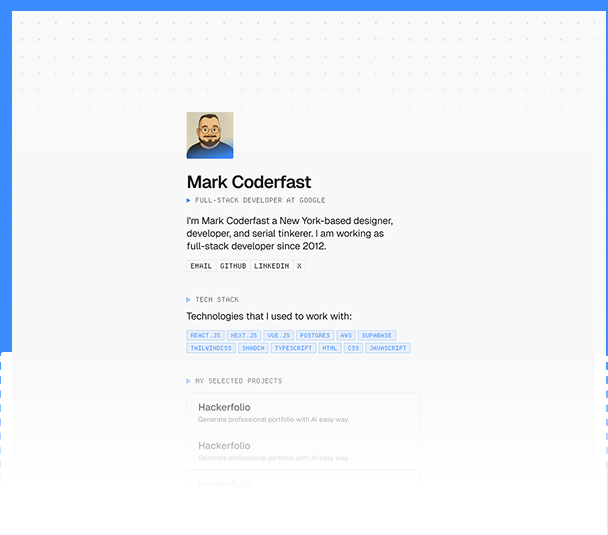 Mark Coderfast
FULL-STACK DEVELOPER AT GOOGLE
I'm Mark Coderfast a New York-based designer,
developer, and serial tinkerer. I am working as
full-stack developer since 2012.
EMAIL GITHUB LINKEDIN X
TECH STACK
Technologies that I used to work with:
REACT.JS NEXT.JS VUE.JS POSTGRES AWS SUPABASE
TAILWINDCSS SHADCN TYPESCRIPT HTML CSS JAVASCRIPT
MY SELECTED PROJECTS
Hackerfolio
Generate professional portfolio with AI easy way.
Hackerfolio
Generate professional portfolio with AI easy way.